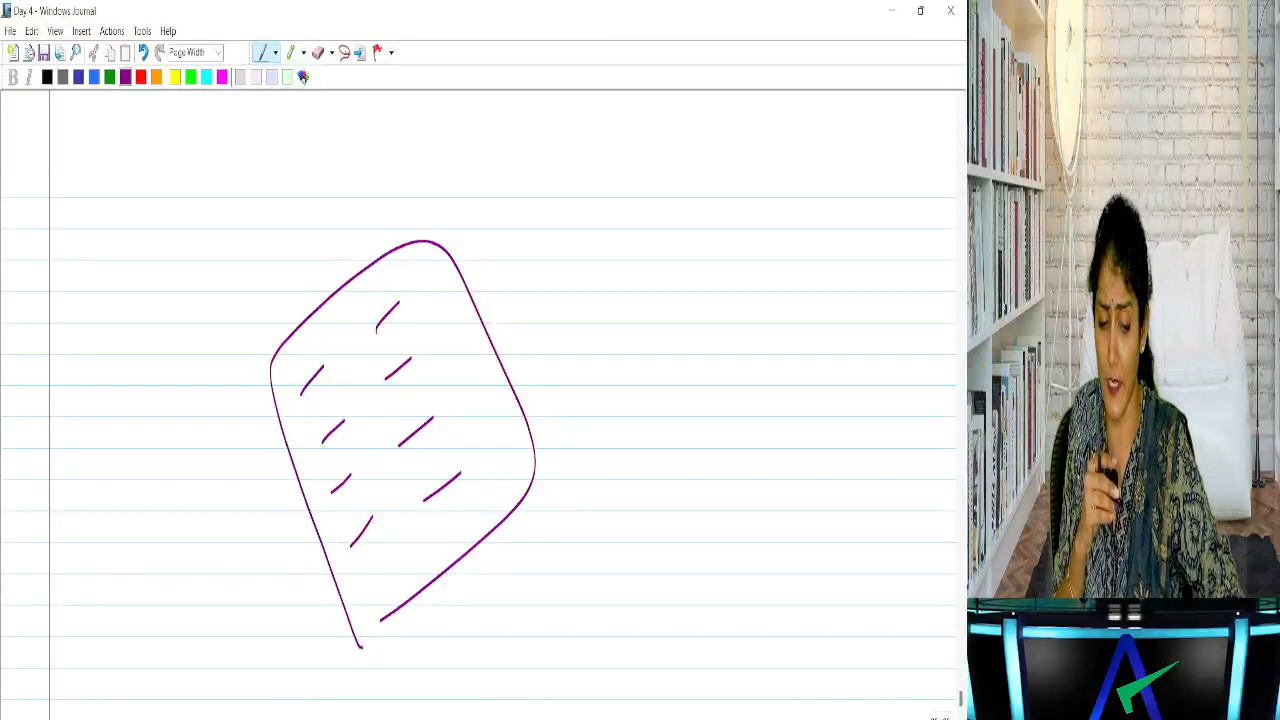 Day 4 - Windows Journal
File Edit View Insert Actions Tools Help
Page Width
B I